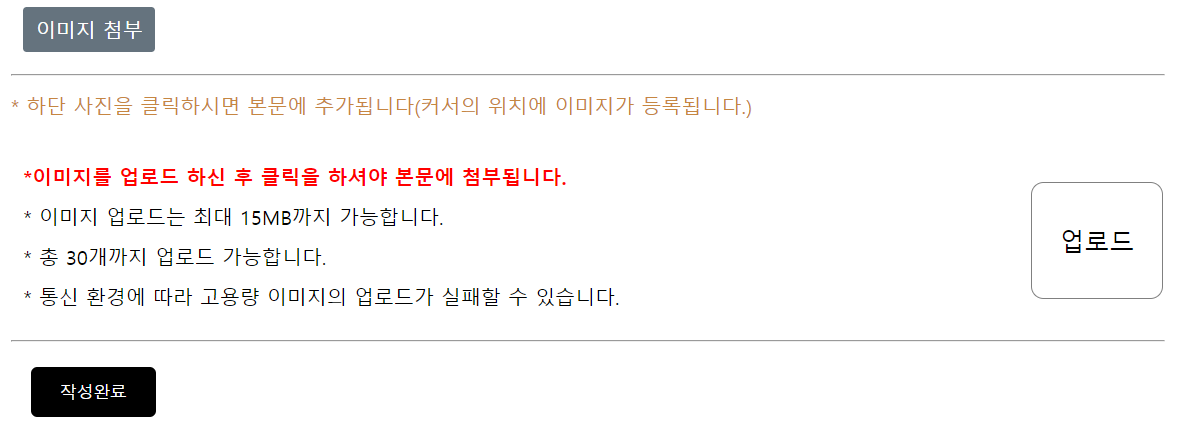 이미지 첨부
* 하단 사진을 클릭하시면 본문에 추가됩니다(커서의 위치에 이미지가 등록됩니다.)
*이미지를 업로드 하신 후 클릭을 하셔야 본문에 첨부됩니다.
* 이미지 업로드는 최대 15MB까지 가능합니다.
업로드
* 총 30개까지 업로드 가능합니다.
* 통신 환경에 따라 고용량 이미지의 업로드가 실패할 수 있습니다.
작성완료